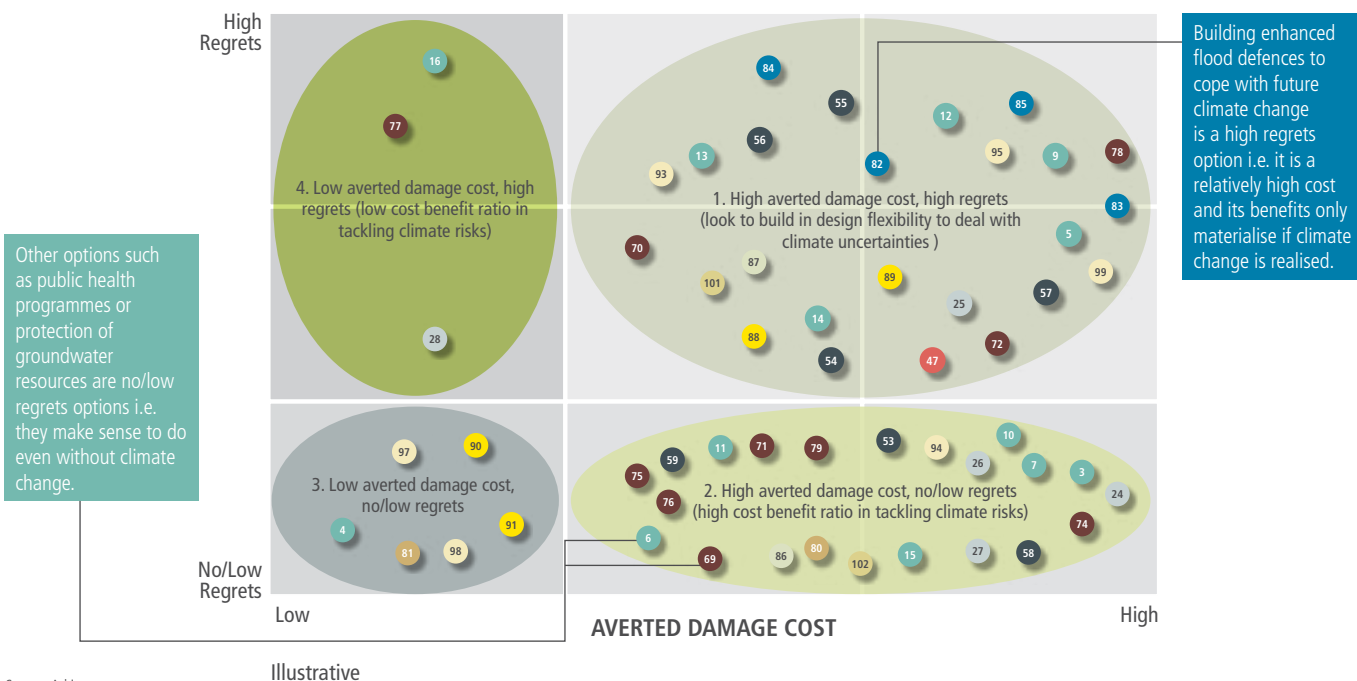 High
Regrets
16
77
4. Low averted damage cost, high
regrets (low cost benefit ratio in
tackling climate risks)
28
84
55
56
13
93
82
12
85
95
9
78
83
1. High averted damage cost, high regrets
(look to build in design flexibility to deal with
climate uncertainties )
70
87
101
88
14
54
89
25
47
72
57
5
99
Building enhanced
flood defences to
cope with future
climate change
is a high regrets
option i.e. it is a
relatively high cost
and its benefits only
materialise if climate
change is realised.
Other options such
as public health
programmes or
protection of
groundwater
resources are no/low
regrets options i.e.
they make sense to do
even without climate
change.
97
90
3. Low averted damage cost,
no/low regrets
4
91
81
98
75
59
11
71
79
53
94
26
10
7
3
24
76
74
2. High averted damage cost, no/low regrets
(high cost benefit ratio in tackling climate risks)
6
69
86
80
102
15
27
58
No/Low
Regrets
Low
High
AVERTED DAMAGE COST
Illustrative